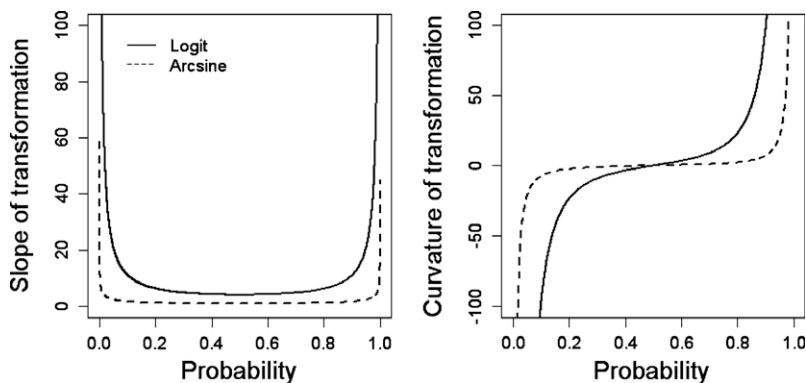 Slope of transformation
100
80
60
40
20
0
Logit
Arcsine
0.0 0.2 0.4 0.6 0.8 1.0
Probability
Curvature of transformation
100
50
0
-50
-100
0.0 0.2 0.4 0.6 0.8 1.0
Probability